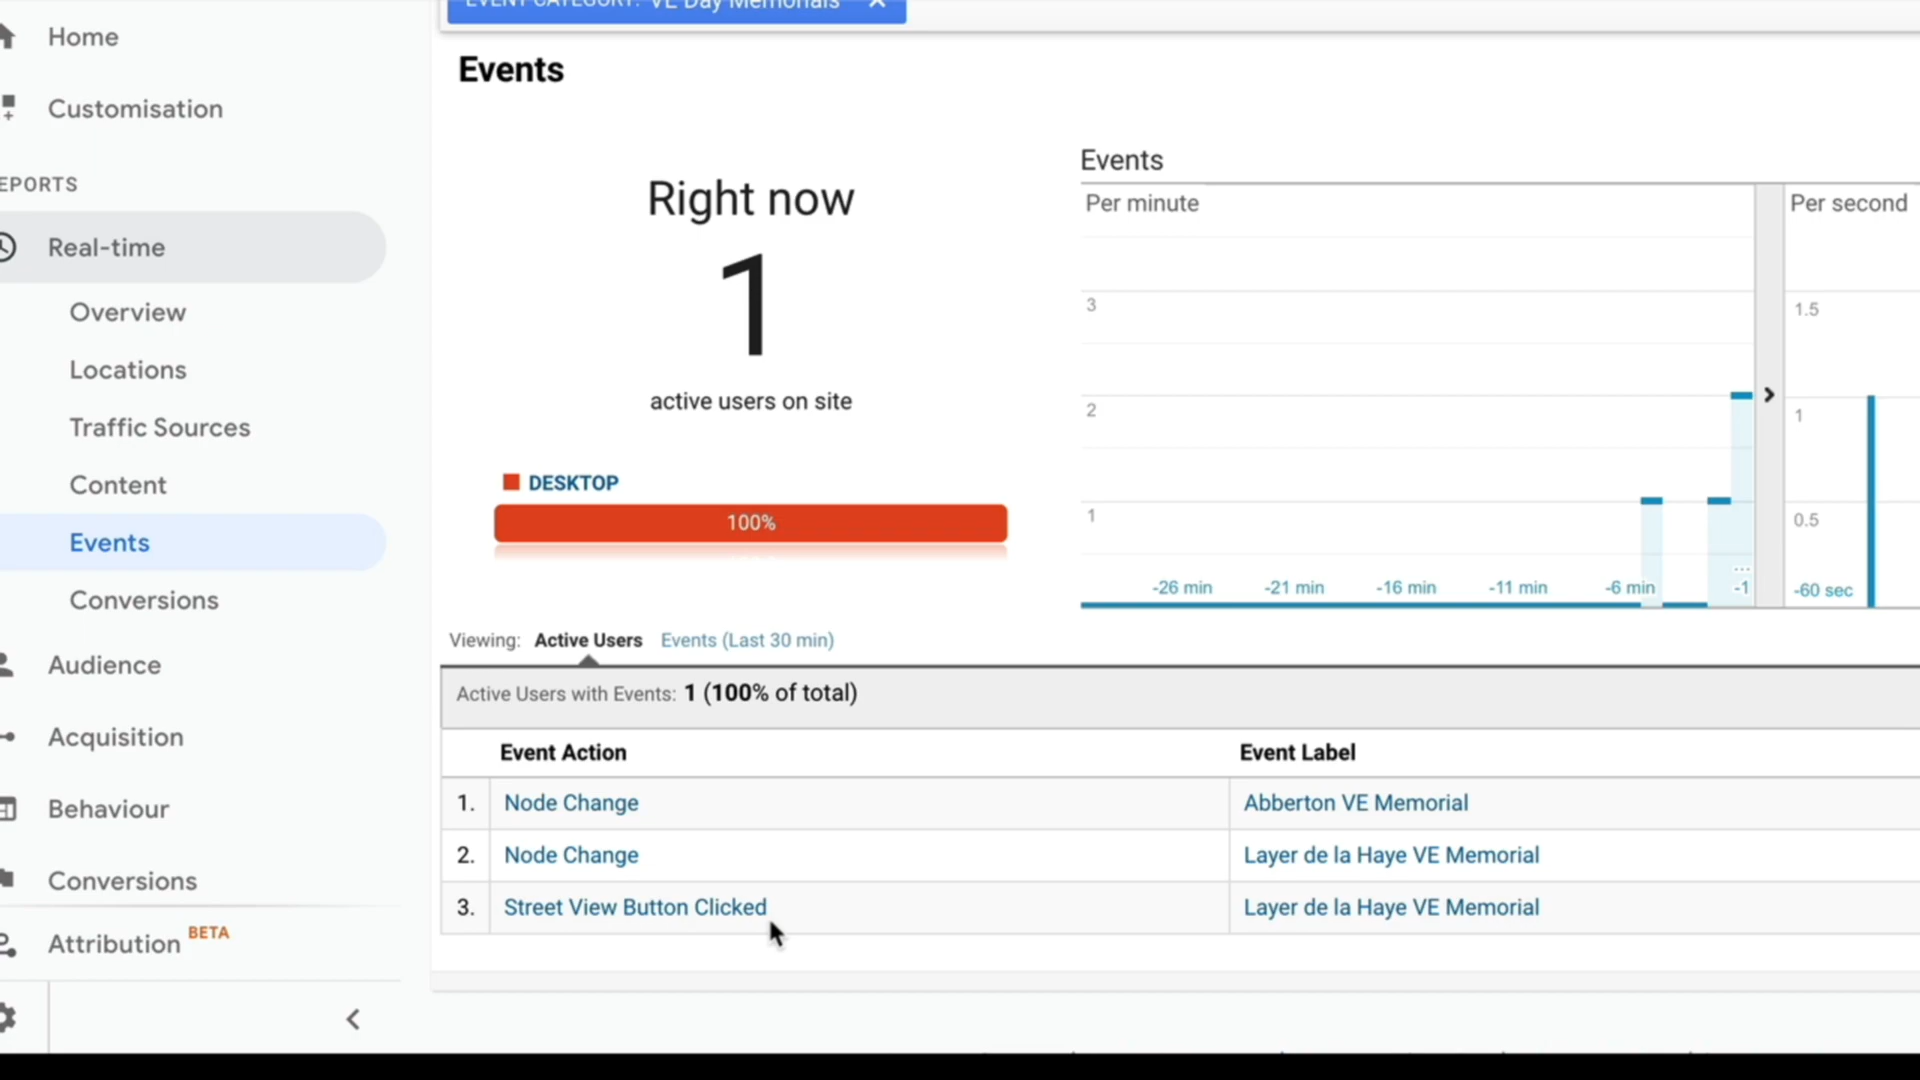 EVENT CATEGORY: VE Day Memorials
Home
Customisation
EPORTS
Real-time
Overview
Locations
Traffic Sources
Content
Events
Conversions
Audience
Acquisition
Behaviour
Conversions
Attribution BETA
Events
Right now
1
active users on site
DESKTOP
100%
Events
Per minute
Per second
3
2
1
-26 min -21 min -16 min -11 min -6 min -1
1.5
1
0.5
-60 sec
Viewing: Active Users Events (Last 30 min)
Active Users with Events: 1 (100% of total)
Event Action Event Label
1. Node Change Abberton VE Memorial
2. Node Change Layer de la Haye VE Memorial
3. Street View Button Clicked Layer de la Haye VE Memorial